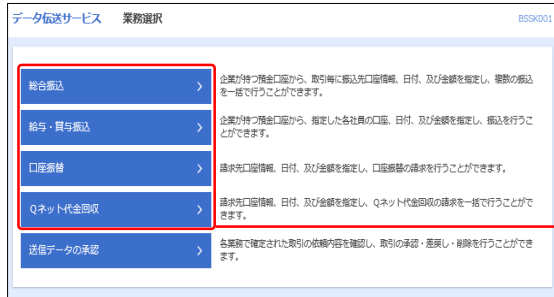 データ伝送サービス 業務選択 BSSK001
総合振込
企業が持つ預金口座から、取引毎に振込先口座情報、日付、及び金額を指定し、複数の振込
を一括で行うことができます。
給与・賞与振込
企業が持つ預金口座から、指定した各社員の口座、日付、及び金額を指定し、振込を行うこ
とができます。
口座振替
請求先口座情報、日付、及び金額を指定し、口座振替の請求を行うことができます。
Qネット代金回収
請求先口座情報、日付、及び金額を指定し、Qネット代金回収の請求を一括で行うことがで
きます。
送信データの承認
各業務で確定された取引の依頼内容を確認し、取引の承認・差戻し・削除を行うことができ
ます。